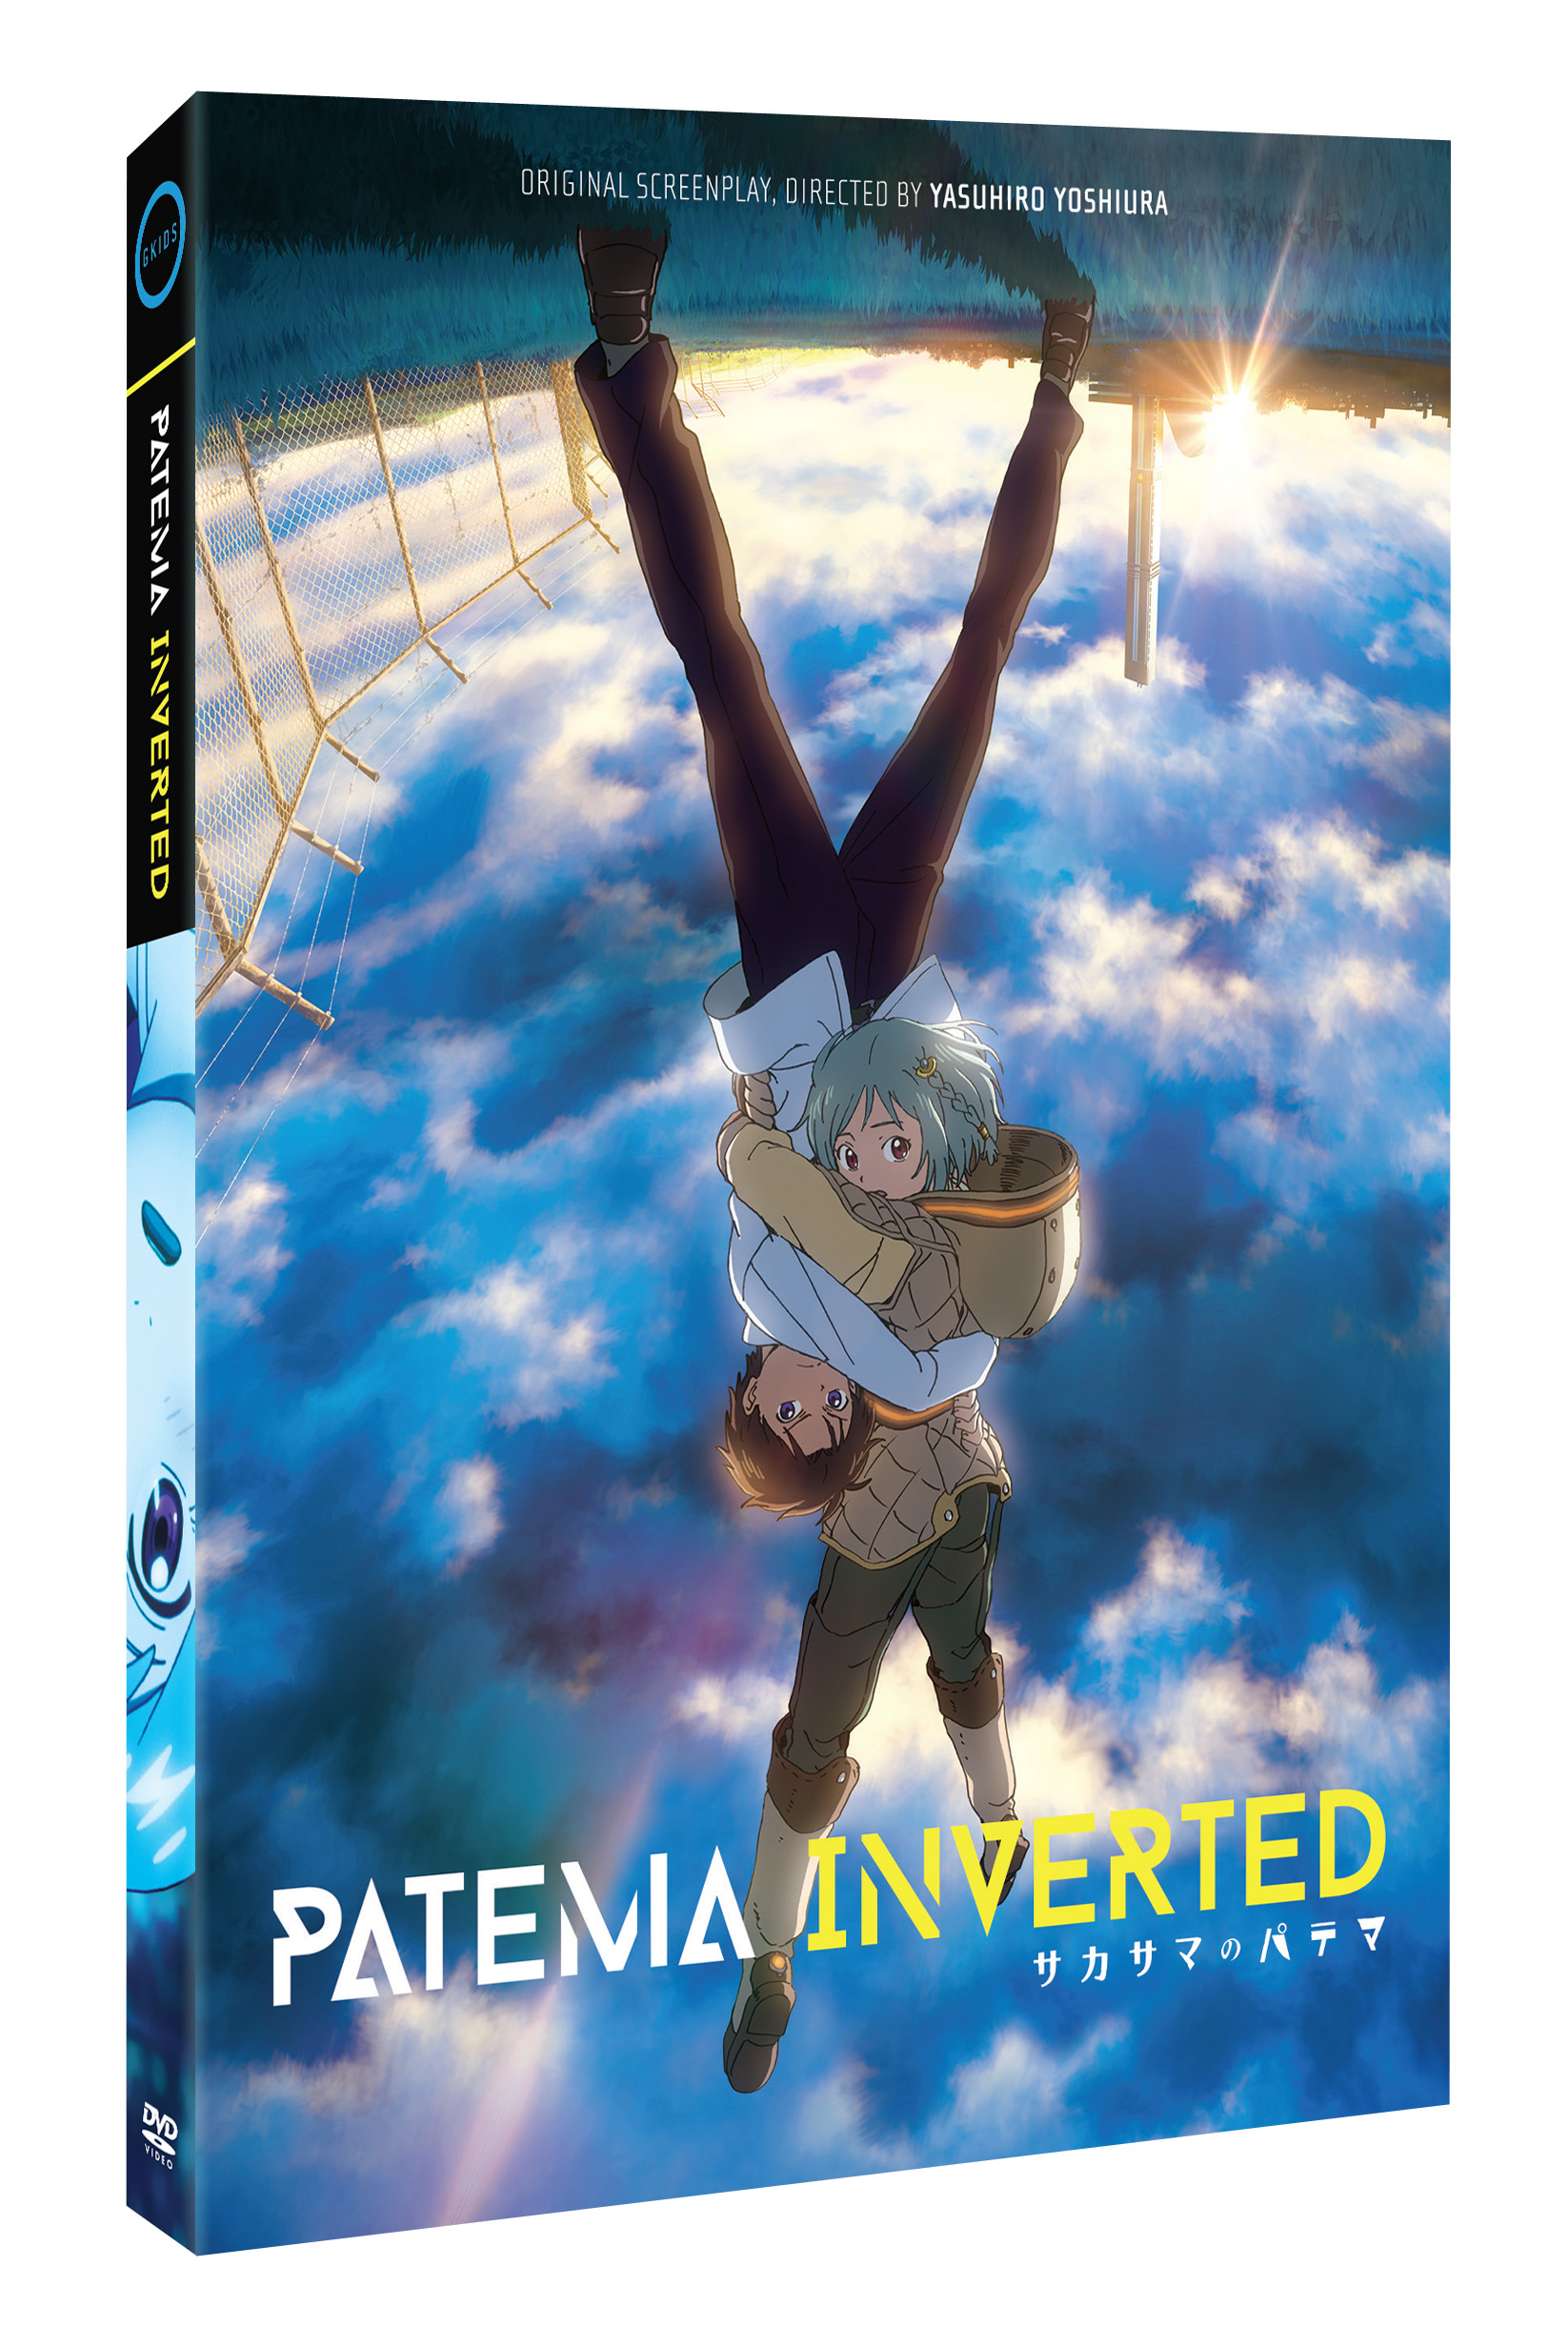 ORIGINAL SCREENPLAY, DIRECTED BY YASUHIRO YOSHIURA
PATEMA INVERTED
サカサマのパテマ
GKIDS
PATEMA INVERTED
DVD
VIDEO